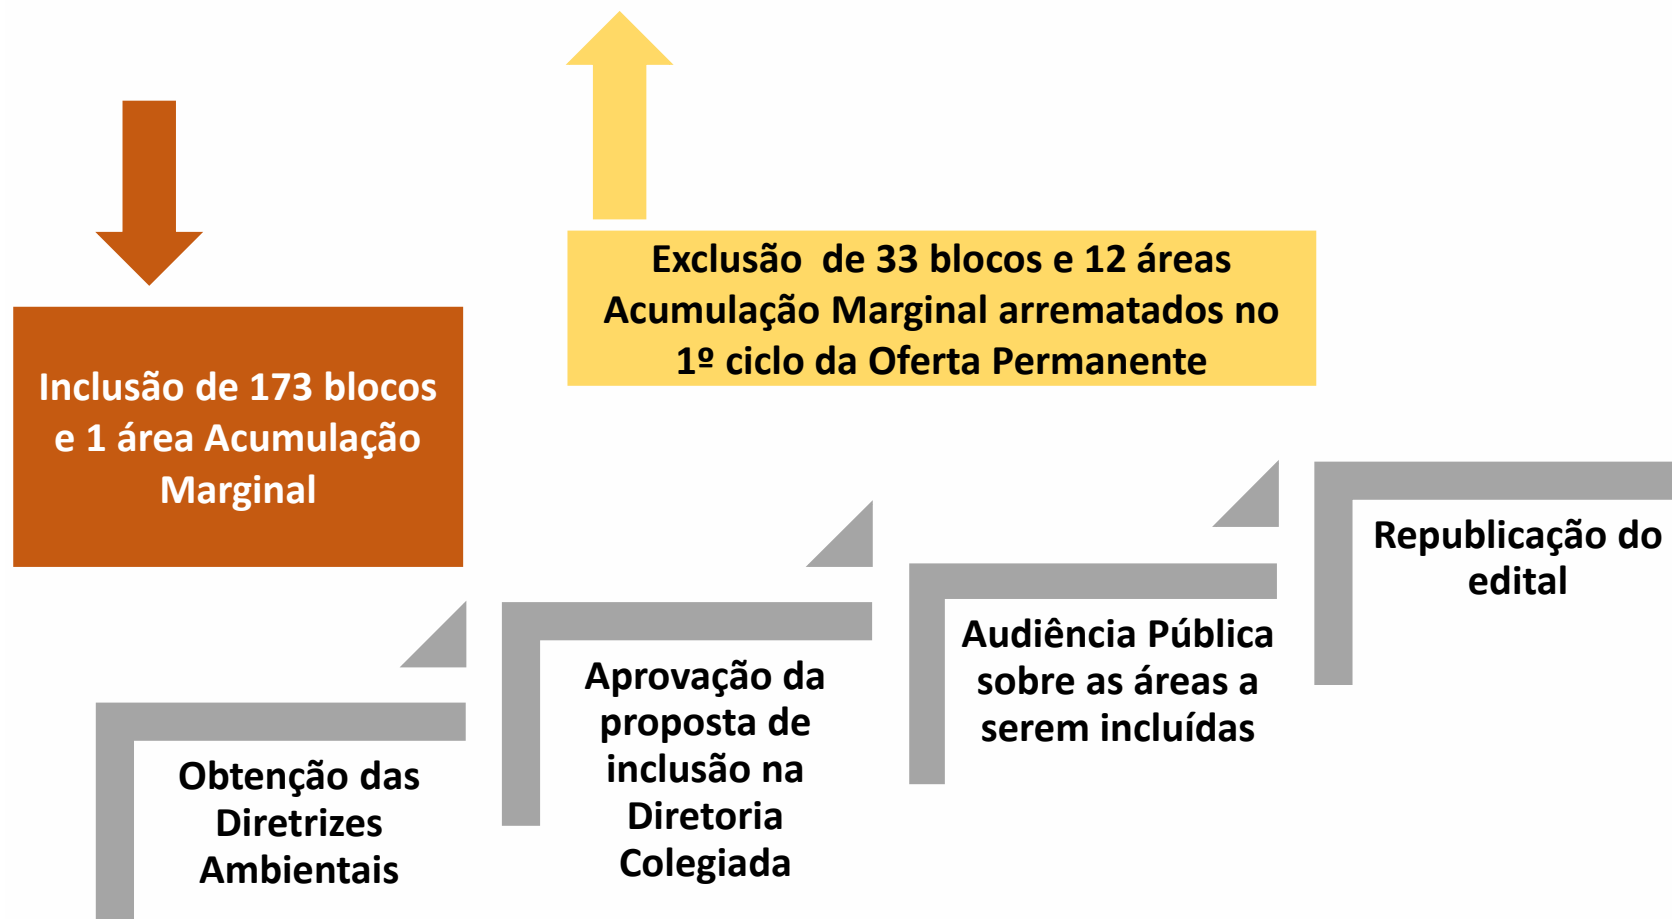 Exclusão de 33 blocos e 12 áreas
Acumulação Marginal arrematados no
1º ciclo da Oferta Permanente
Inclusão de 173 blocos
e 1 área Acumulação
Marginal
Obtenção das
Diretrizes
Ambientais
Aprovação da
proposta de
inclusão na
Diretoria
Colegiada
Audiência Pública
sobre as áreas a
serem incluídas
Republicação do
edital